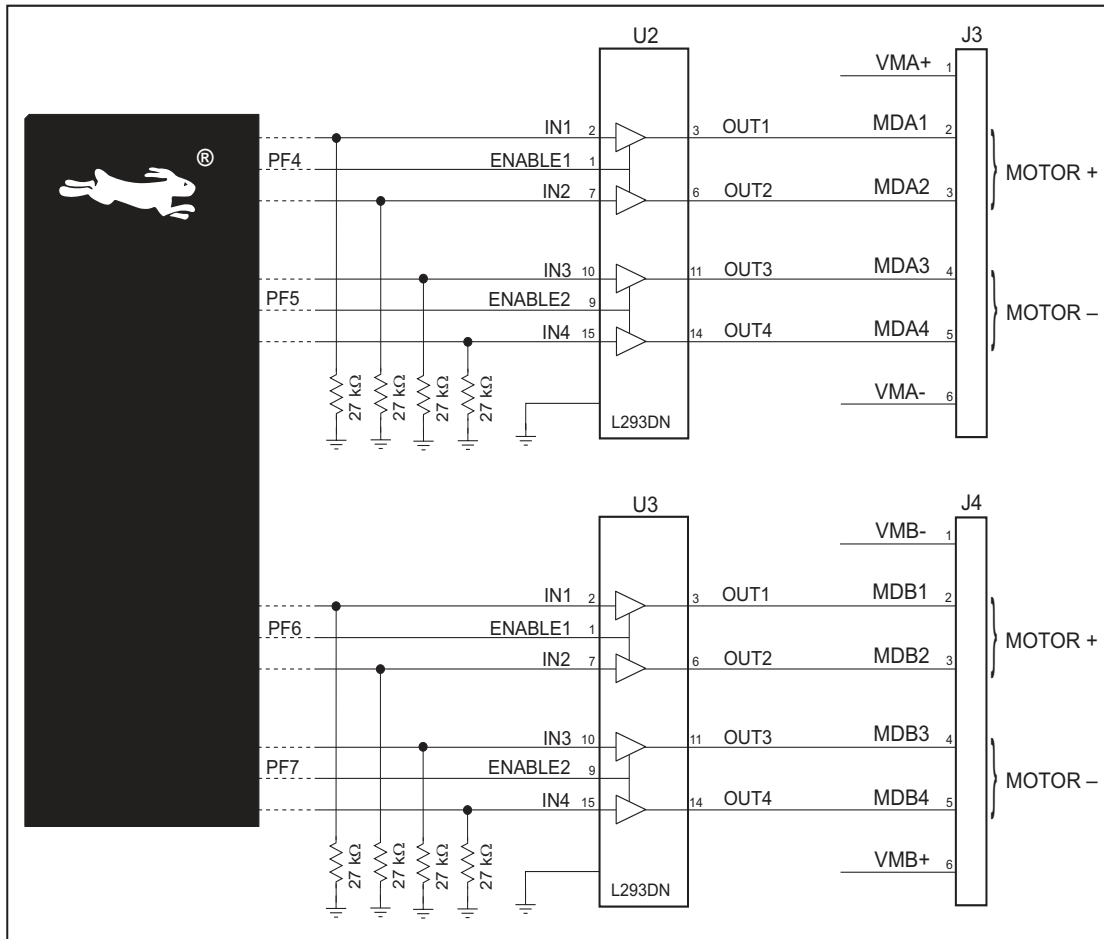 U2
J3
VMA+ 1
®
IN1 2 3 OUT1 MDA1 2
PF4 ENABLE1 1
MOTOR +
IN2 7 6 OUT2 MDA2 3
IN3 10 11 OUT3 MDA3 4
PF5 ENABLE2 9
MOTOR –
IN4 15 14 OUT4 MDA4 5
27 kΩ 27 kΩ 27 kΩ 27 kΩ
VMA- 6
L293DN
U3
J4
VMB- 1
IN1 2 3 OUT1 MDB1 2
PF6 ENABLE1 1
MOTOR +
IN2 7 6 OUT2 MDB2 3
IN3 10 11 OUT3 MDB3 4
PF7 ENABLE2 9
MOTOR –
IN4 15 14 OUT4 MDB4 5
27 kΩ 27 kΩ 27 kΩ 27 kΩ
VMB+ 6
L293DN